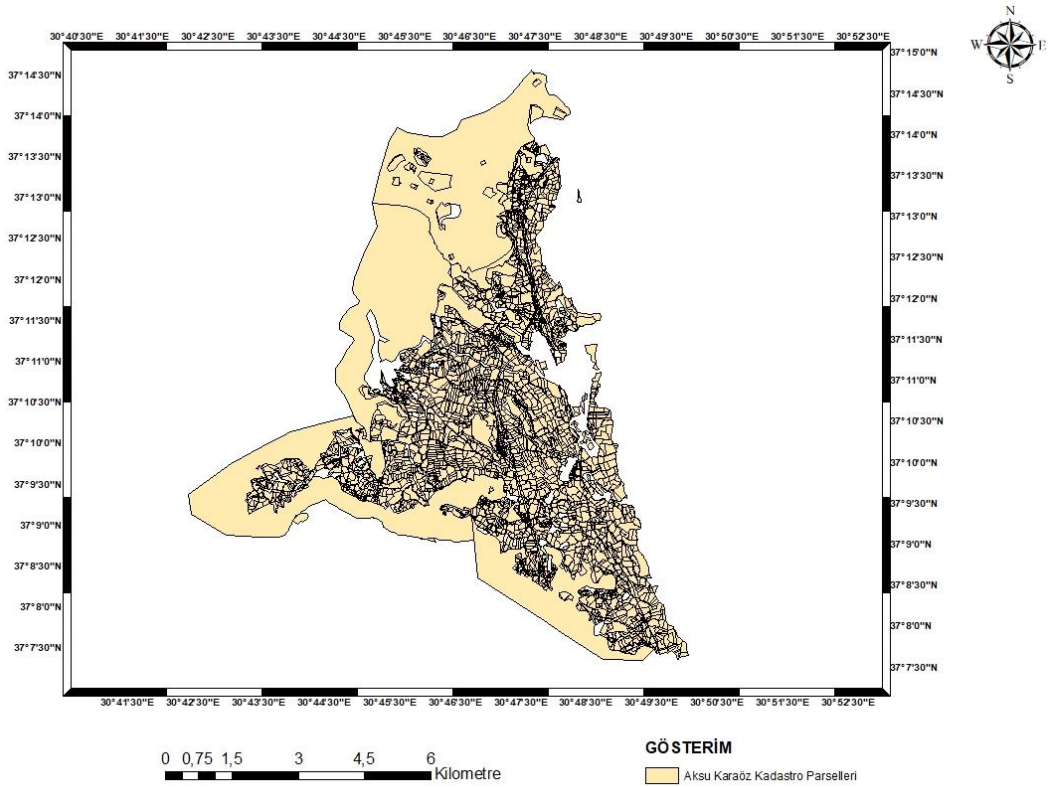 N
W E
S
30°40'30"E 30°41'30"E 30°42'30"E 30°43'30"E 30°44'30"E 30°45'30"E 30°46'30"E 30°47'30"E 30°48'30"E 30°49'30"E 30°50'30"E 30°51'30"E 30°52'30"E
37°15'0"N
37°14'30"N
37°14'30"N
37°14'0"N
37°14'0"N
37°13'30"N
37°13'30"N
37°13'0"N
37°13'0"N
37°12'30"N
37°12'30"N
37°12'0"N
37°12'0"N
37°11'30"N
37°11'30"N
37°11'0"N
37°11'0"N
37°10'30"N
37°10'30"N
37°10'0"N
37°10'0"N
37°9'30"N
37°9'30"N
37°9'0"N
37°9'0"N
37°8'30"N
37°8'30"N
37°8'0"N
37°8'0"N
37°7'30"N
37°7'30"N
30°41'30"E 30°42'30"E 30°43'30"E 30°44'30"E 30°45'30"E 30°46'30"E 30°47'30"E 30°48'30"E 30°49'30"E 30°50'30"E 30°51'30"E 30°52'30"E
0 0,75 1,5 3 4,5 6
Kilometre
GÖSTERİM
Aksu Karaöz Kadastro Parselleri